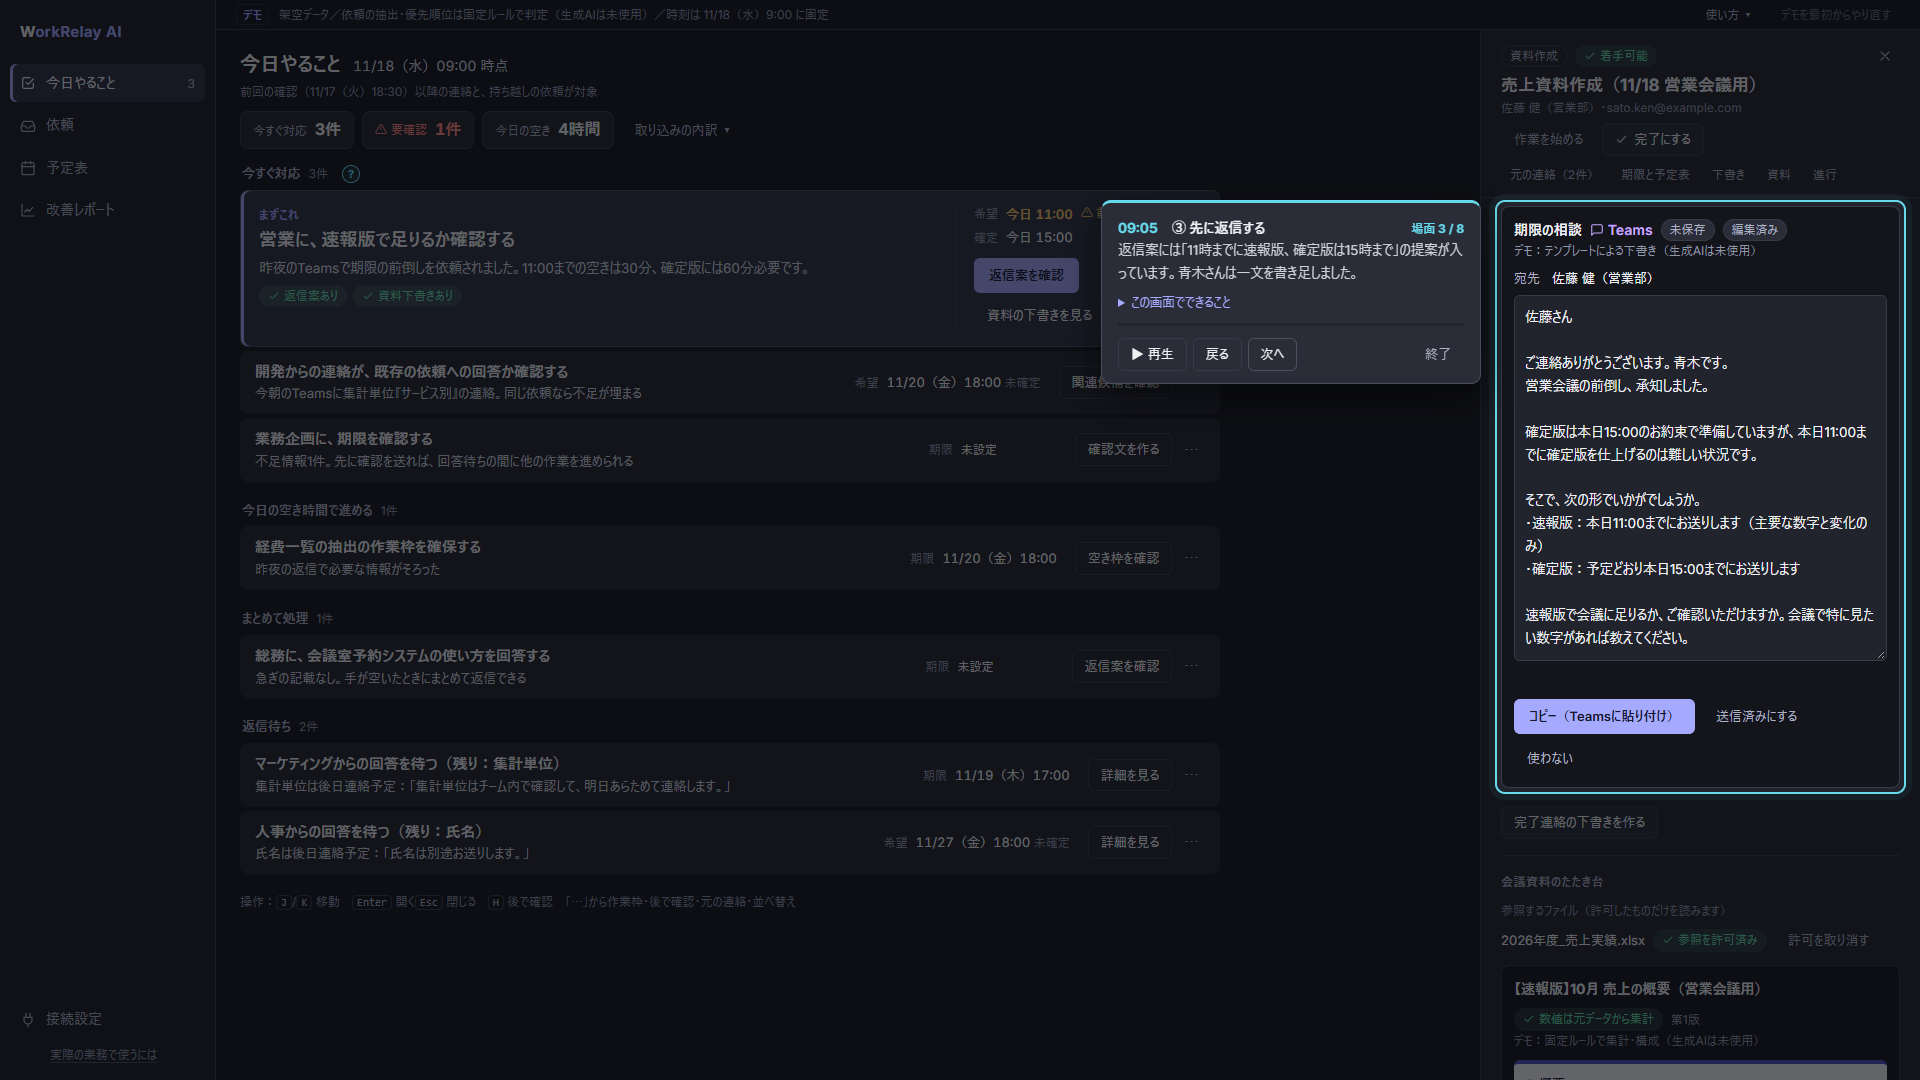 WorkRelay AI
今日やること 3
依頼
予定表
改善レポート
接続設定
実際の業務で使うには
デモ 架空データ／依頼の抽出・優先順位は固定ルールで判定（生成AIは未使用）／時刻は 11/18（水）9:00 に固定
使い方 ▼
デモを最初からやり直す
今日やること 11/18（水）09:00 時点
前回の確認（11/17（火）18:30）以降の連絡と、持ち越しの依頼が対象
今すぐ対応 3件
要確認 1件
今日の空き 4時間
取り込みの内訳 ▼
今すぐ対応 3件 ?
まずこれ
営業に、速報版で足りるか確認する
昨夜のTeamsで期限の前倒しを依頼されました。11:00までの空きは30分、確定版には60分必要です。
返信案あり
資料下書きあり
希望 今日 11:00
確定 今日 15:00
返信案を確認
資料の下書きを見る
開発からの連絡が、既存の依頼への回答か確認する
今朝のTeamsに集計単位『サービス別』の連絡。同じ依頼なら不足が埋まる
希望 11/20（金）18:00 未確定
業務企画に、期限を確認する
不足情報1件。先に確認を送れば、回答待ちの間に他の作業を進められる
期限 未設定
確認文を作る
…
今日の空き時間で進める 1件
経費一覧の抽出の作業枠を確保する
昨夜の返信で必要な情報がそろった
期限 11/20（金）18:00
空き枠を確認
…
まとめて処理 1件
総務に、会議室予約システムの使い方を回答する
急ぎの記載なし。手が空いたときにまとめて返信できる
期限 未設定
返信案を確認
…
返信待ち 2件
マーケティングからの回答を待つ（残り：集計単位）
集計単位は後日連絡予定：「集計単位はチーム内で確認して、明日あらためて連絡します。」
期限 11/19（木）17:00
詳細を見る
…
人事からの回答を待つ（残り：氏名）
氏名は後日連絡予定：「氏名は別途お送りします。」
希望 11/27（金）18:00 未確定
詳細を見る
…
操作： J / K 移動 Enter 開く Esc 閉じる H 後で確認 「…」から作業枠・後で確認・元の連絡・並べ替え
09:05 ③ 先に返信する 場面 3 / 8
返信案には「11時までに速報版、確定版は15時まで」の提案が入っています。青木さんは一文を書き足しました。
▶ この画面でできること
▶ 再生
戻る
次へ
終了
資料作成
着手可能
売上資料作成（11/18 営業会議用）
佐藤 健（営業部）・sato.ken@example.com
作業を始める
完了にする
元の連絡（2件）
期限と予定表
下書き
資料
進行
期限の相談 Teams 未保存 編集済み
デモ：テンプレートによる下書き（生成AIは未使用）
宛先 佐藤 健（営業部）
佐藤さん
ご連絡ありがとうございます。青木です。
営業会議の前倒し、承知しました。
確定版は本日15:00のお約束で準備していますが、本日11:00までに確定版を仕上げるのは難しい状況です。
そこで、次の形でいかがでしょうか。
・速報版：本日11:00までにお送りします（主要な数字と変化のみ）
・確定版：予定どおり本日15:00までにお送りします
速報版で会議に足りるか、ご確認いただけますか。会議で特に見たい数字があれば教えてください。
コピー（Teamsに貼り付け）
送信済みにする
使わない
完了連絡の下書きを作る
会議資料のたたき台
参照するファイル（許可したものだけを読みます）
2026年度_売上実績.xlsx
参照を許可済み
許可を取り消す
【速報版】10月 売上の概要（営業会議用）
数値は元データから集計 第1版
デモ：固定ルールで集計・構成（生成AIは未使用）